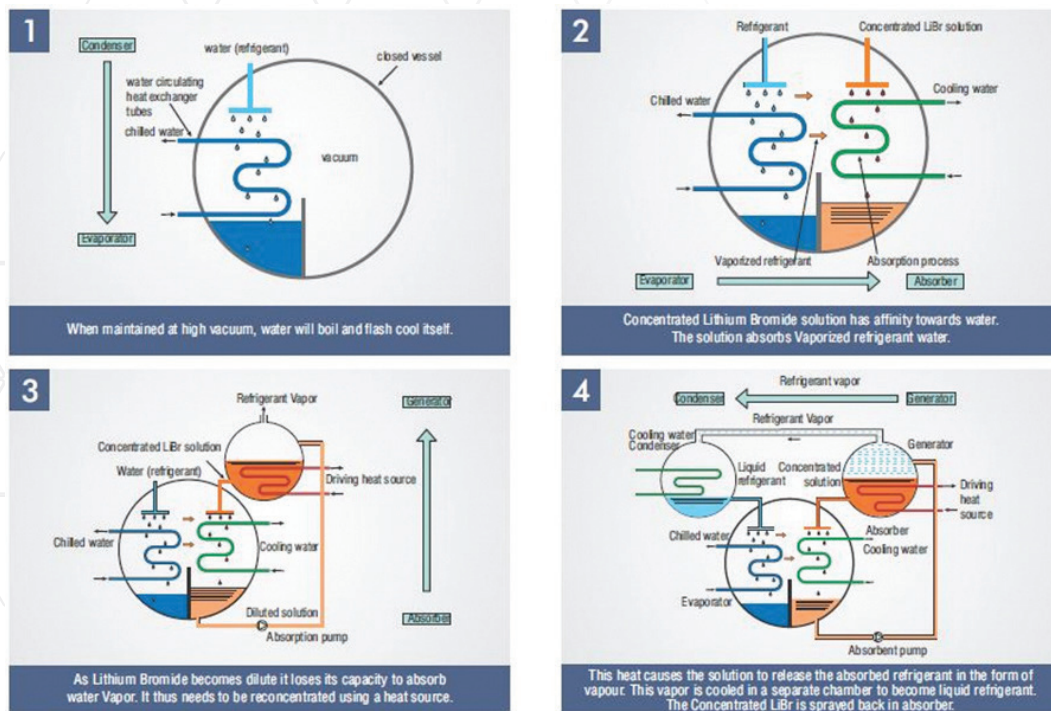 1
Condenser
water (refrigerant)
closed vessel
water circulating
heat exchanger
tubes
chilled water
vacuum
Evaporator
When maintained at high vacuum, water will boil and flash cool itself.
2
Refrigerant
Concentrated LiBr solution
Chilled water
Cooling water
Vaporized refrigerant
Absorption process
Evaporator
Absorber
Concentrated Lithium Bromide solution has affinity towards water.
The solution absorbs Vaporized refrigerant water.
3
Refrigerant Vapor
Generator
Concentrated LiBr solution
Water (refrigerant)
Driving heat source
Chilled water
Cooling water
Diluted solution
Absorption pump
Absorber
As Lithium Bromide becomes dilute it loses its capacity to absorb
water Vapor. It thus needs to be reconcentrated using a heat source.
4
Refrigerant vapor
Condenser
Generator
Refrigerant Vapor
Cooling water
Condenser
Generator
Liquid
refrigerant
Concentrated
solution
Driving
heat
source
Chilled water
Absorber
Cooling water
Evaporator
Absorbent pump
This heat causes the solution to release the absorbed refrigerant in the form of
vapour. This vapor is cooled in a separate chamber to become liquid refrigerant.
The Concentrated LiBr is sprayed back in absorber.